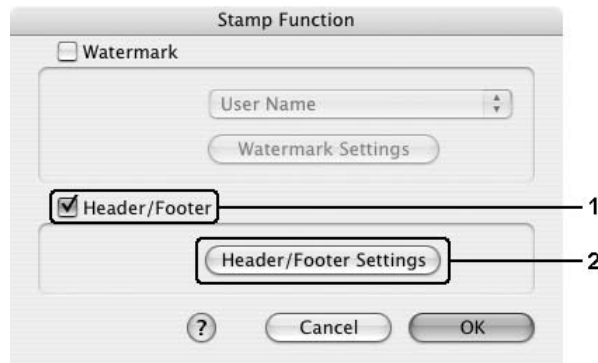 Stamp Function
Watermark
User Name
Watermark Settings
Header/Footer
1
Header/Footer Settings
2
? Cancel OK